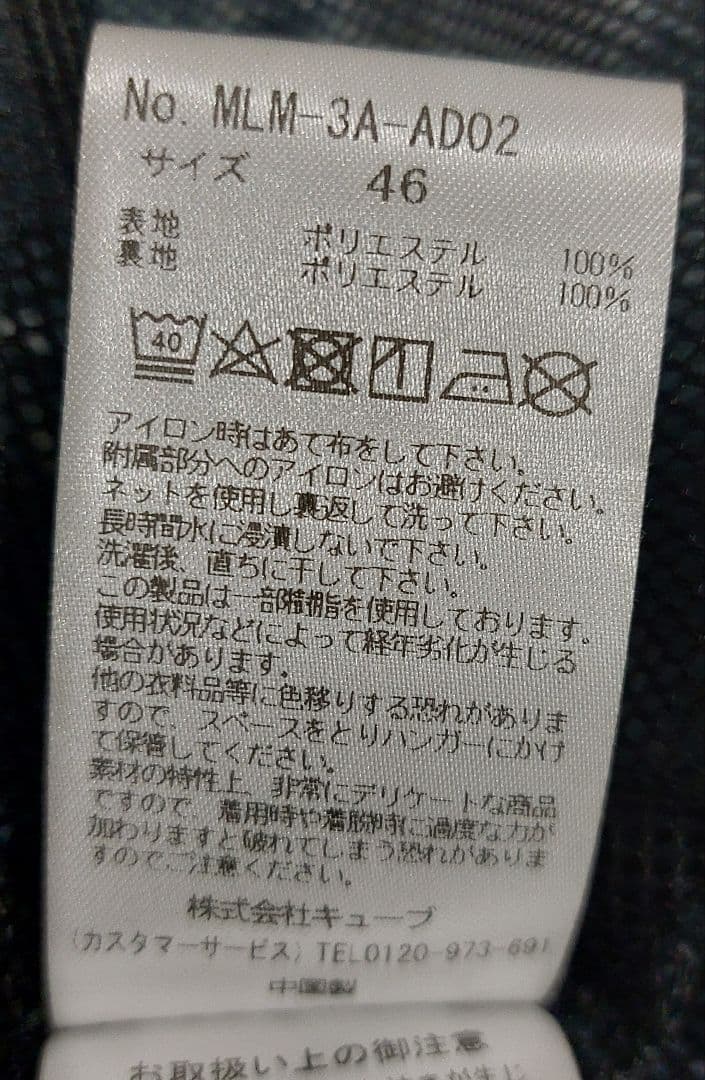 No. MLM-3A-AD02
サイズ 46
表地 ポリエステル 100%
裏地 ポリエステル 100%
40
アイロン時はあて布をして下さい。
附属部分へのアイロンはお避けください。
ネットを使用し裏返して洗って下さい。
長時間水に浸漬しないで下さい。
洗濯後、直ちに干して下さい。
この製品は一部樹脂を使用しております。
使用状況などによって経年劣化が生じる
場合があります。
他の衣料品等に色移りする恐れがありま
すので、スペースをとりハンガーにかけ
て保管してください。
素材の特性上、非常にデリケートな商品
ですので、着用時や着脱時に過度な力が
加わりますと破れてしまう恐れがありま
すのでご注意ください。
株式会社キューブ
(カスタマーサービス) TEL0120-973-691
中国製
お取扱い上の御注意
が生じ